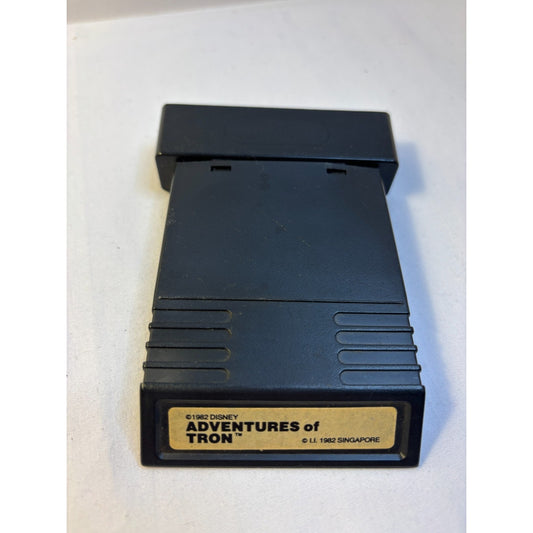 ©1982 DISNEY
ADVENTURES of
TRON™
© I.I. 1982 SINGAPORE